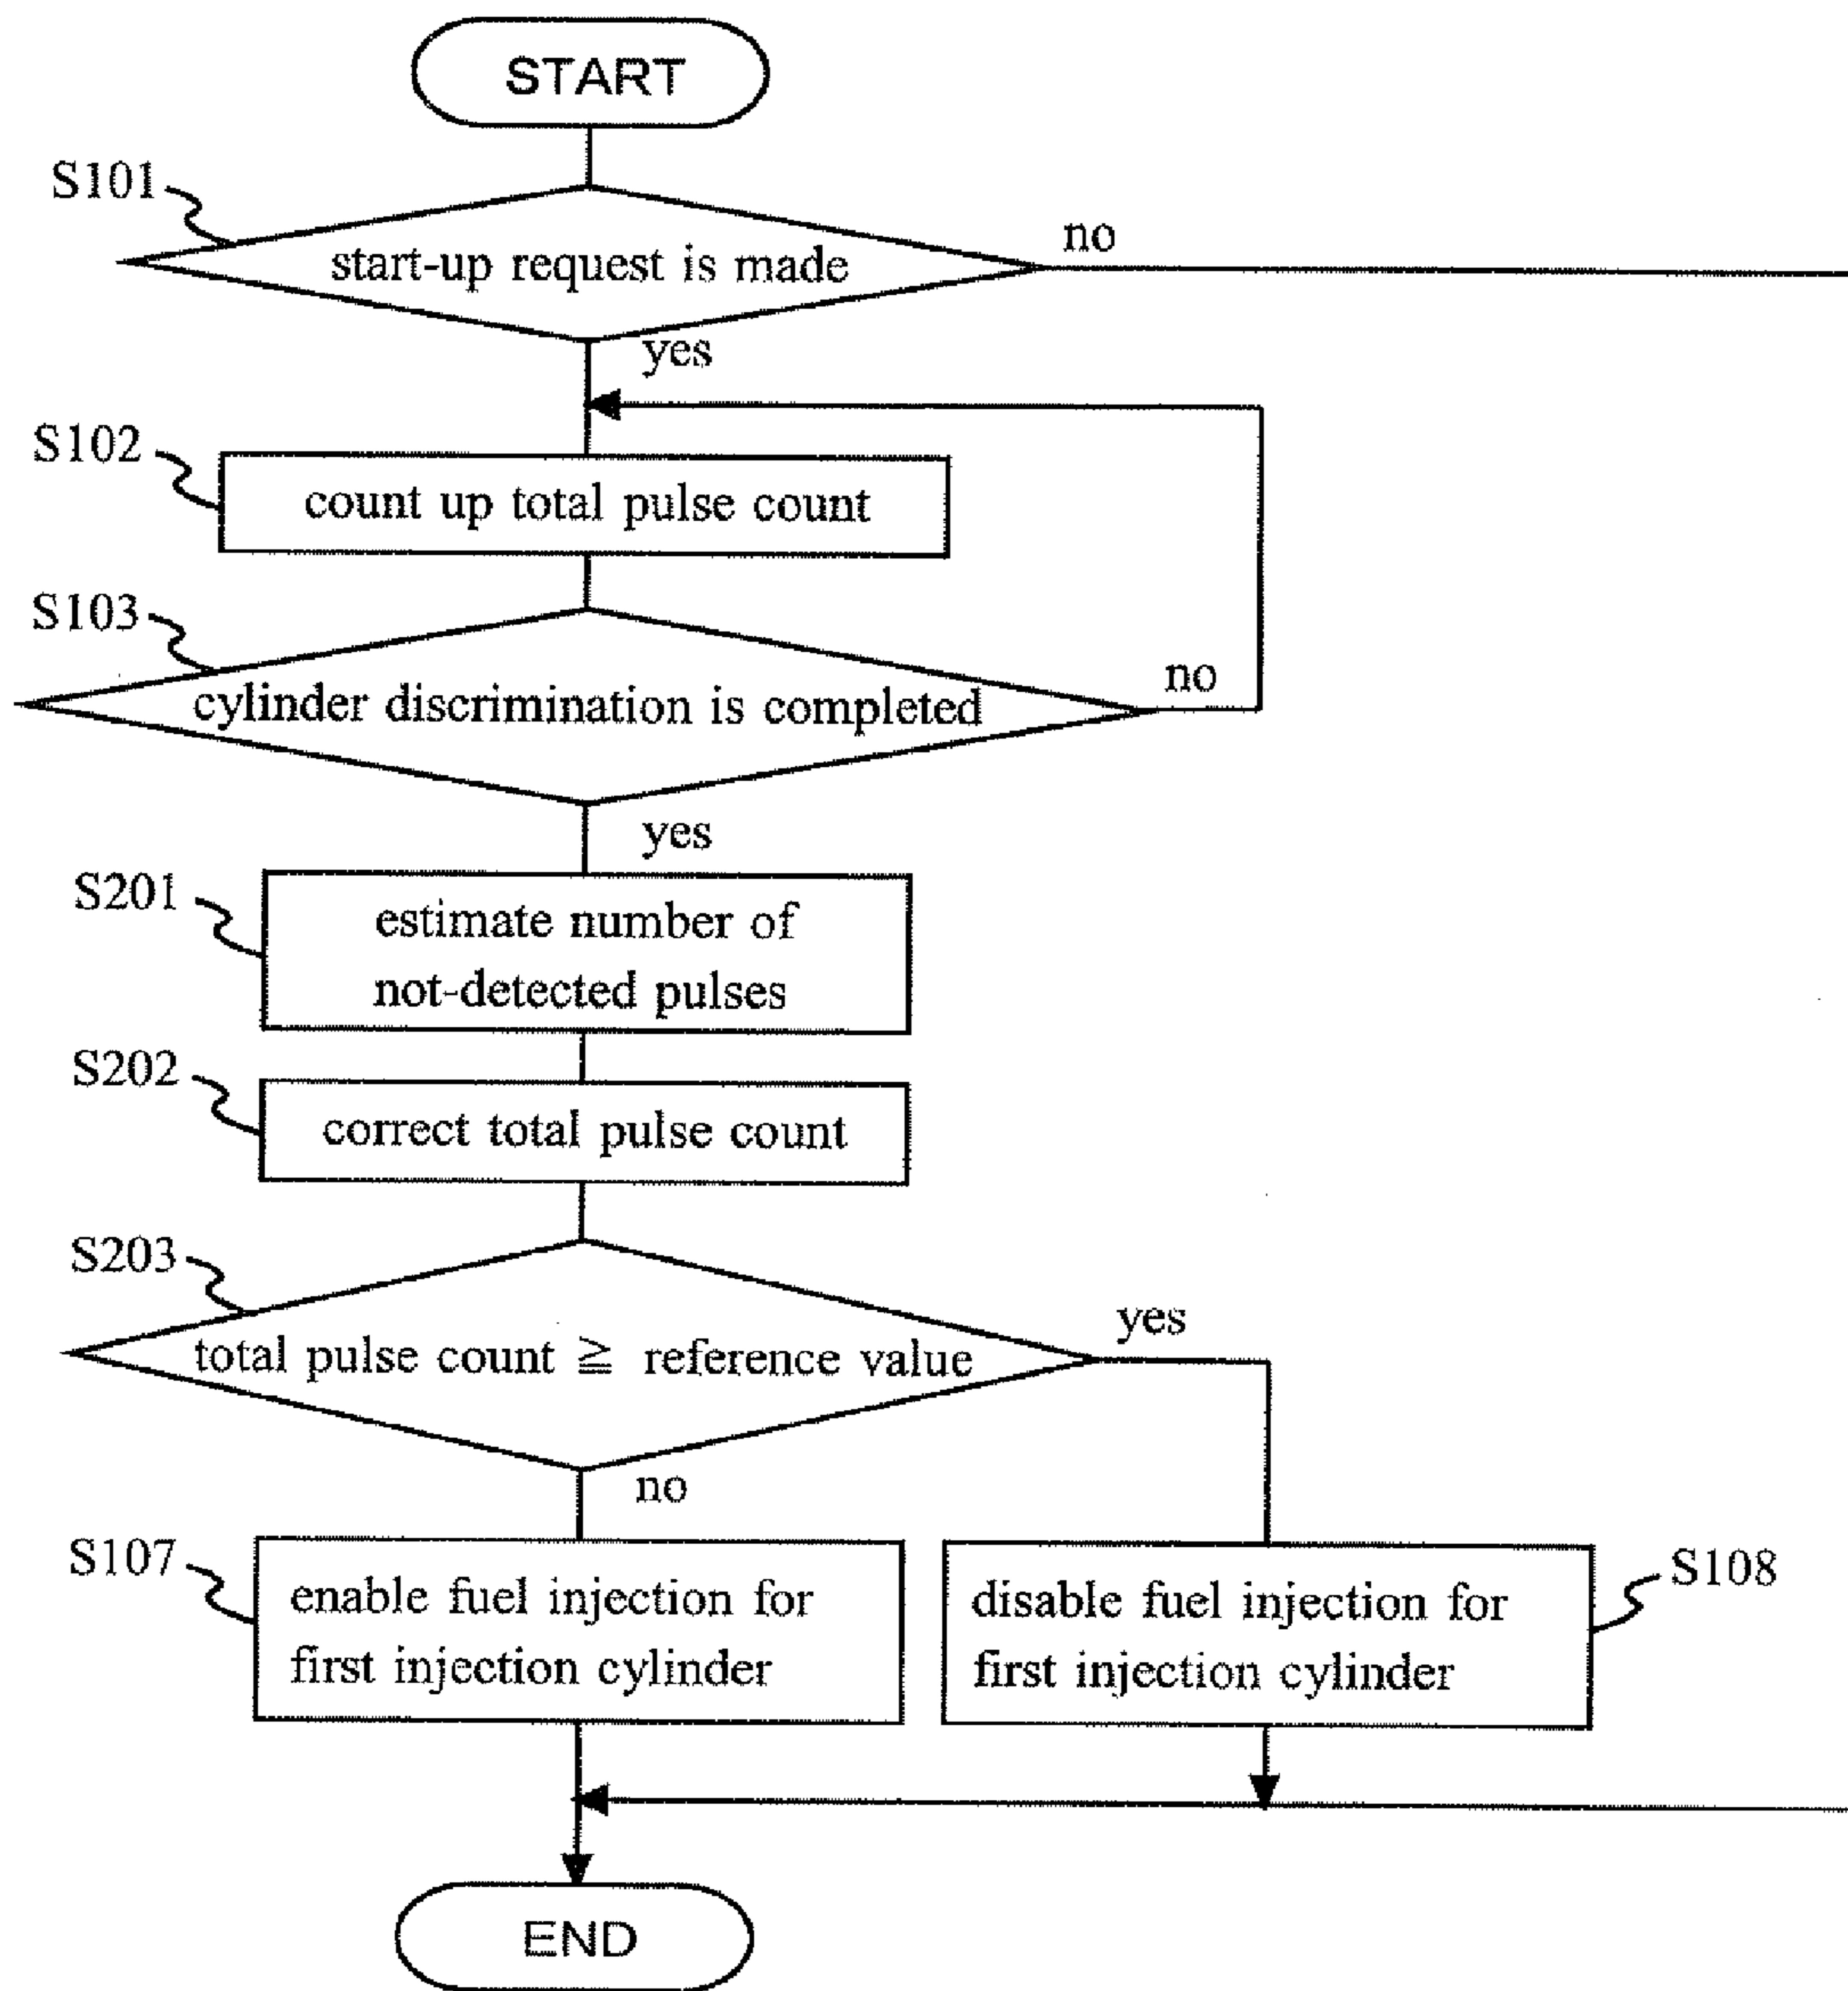 START
S101
start-up request is made
no
yes
S102
count up total pulse count
S103
cylinder discrimination is completed
no
yes
S201
estimate number of
not-detected pulses
S202
correct total pulse count
S203
total pulse count ≧ reference value
yes
no
S107
enable fuel injection for
first injection cylinder
disable fuel injection for
first injection cylinder
S108
END